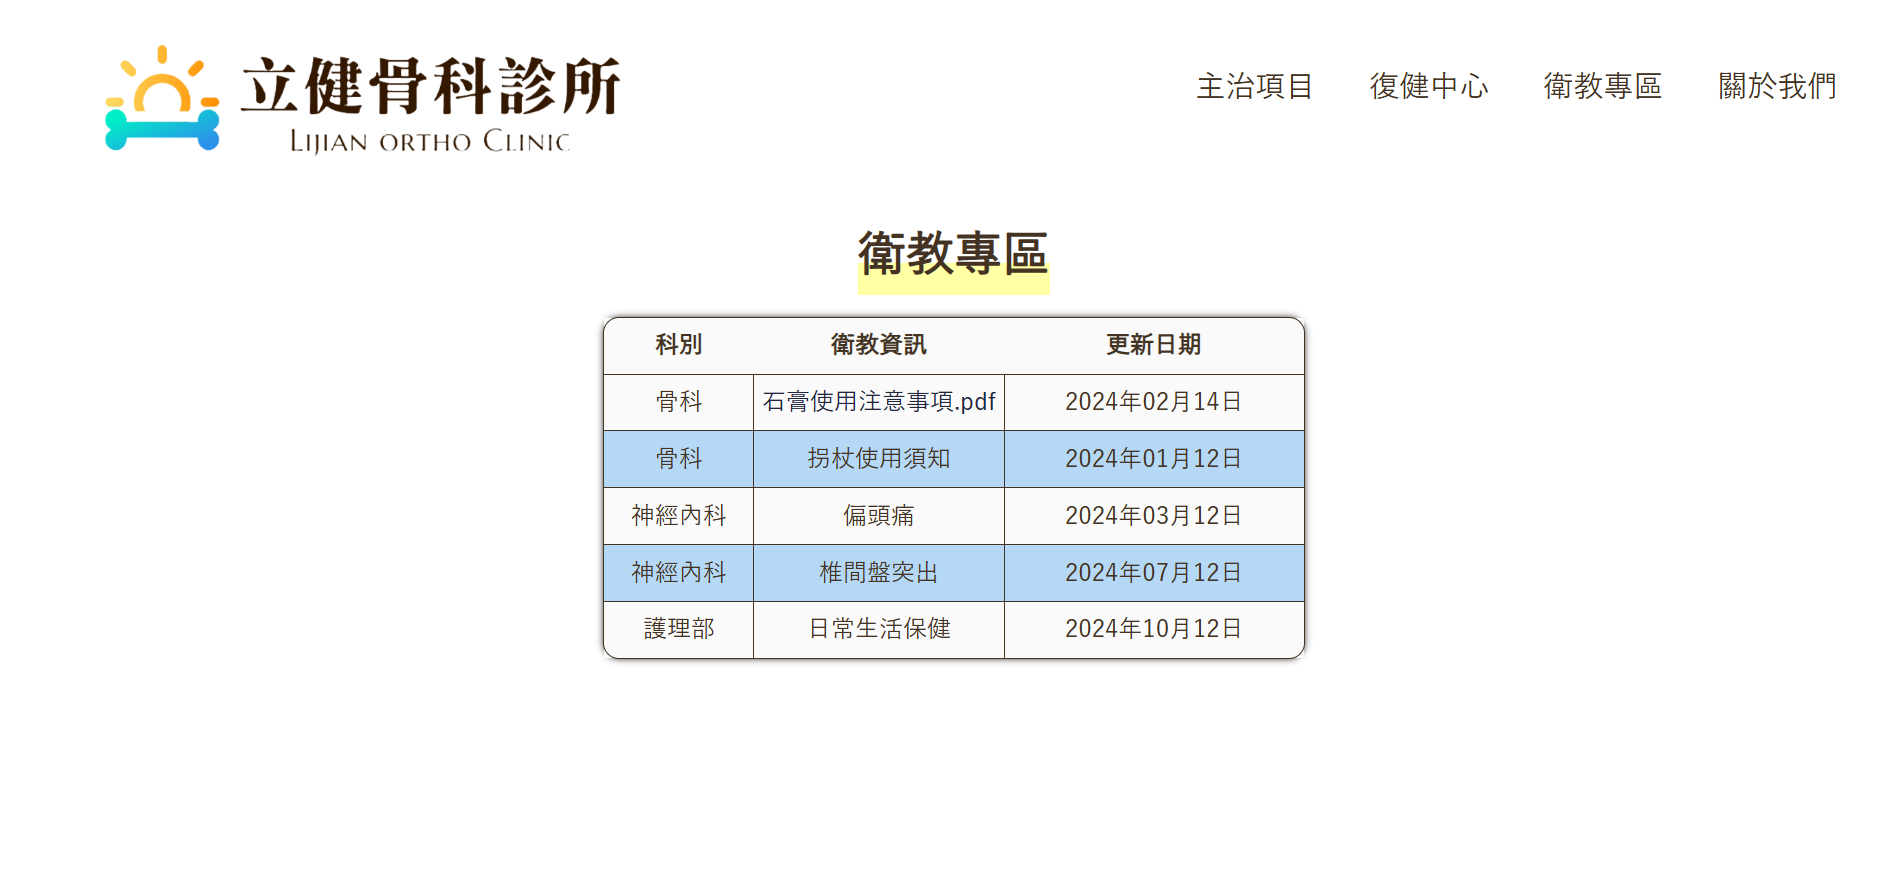 立健骨科診所
LIJIAN ORTHO CLINIC
主治項目 復健中心 衛教專區 關於我們
衛教專區
科別 衛教資訊 更新日期
骨科 石膏使用注意事項.pdf 2024年02月14日
骨科 拐杖使用須知 2024年01月12日
神經內科 偏頭痛 2024年03月12日
神經內科 椎間盤突出 2024年07月12日
護理部 日常生活保健 2024年10月12日